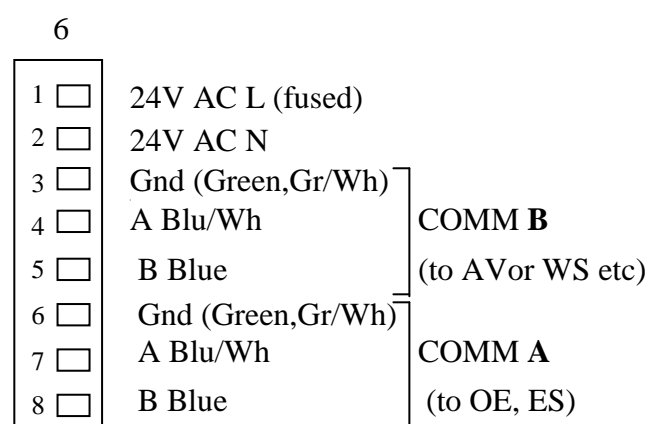 6
1 24V AC L (fused)
2 24V AC N
3 Gnd (Green,Gr/Wh)
4 A Blu/Wh COMM B
5 B Blue (to AVor WS etc)
6 Gnd (Green,Gr/Wh)
7 A Blu/Wh COMM A
8 B Blue (to OE, ES)